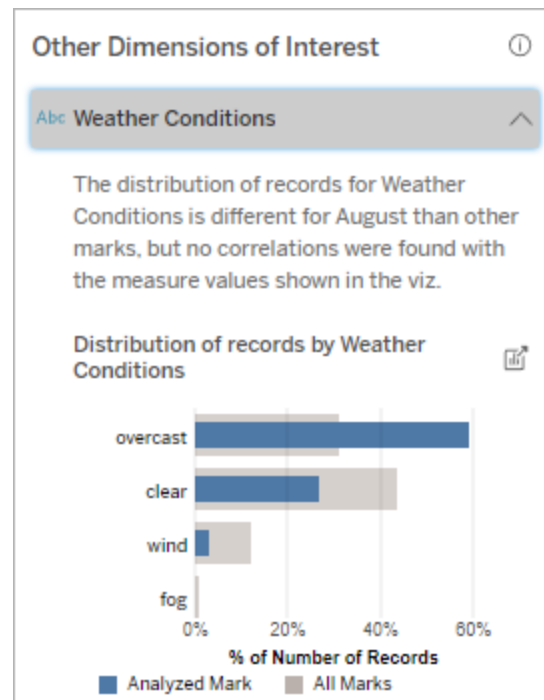 Other Dimensions of Interest
Abc Weather Conditions
The distribution of records for Weather
Conditions is different for August than other
marks, but no correlations were found with
the measure values shown in the viz.
Distribution of records by Weather
Conditions
overcast
clear
wind
fog
0% 20% 40% 60%
% of Number of Records
Analyzed Mark All Marks